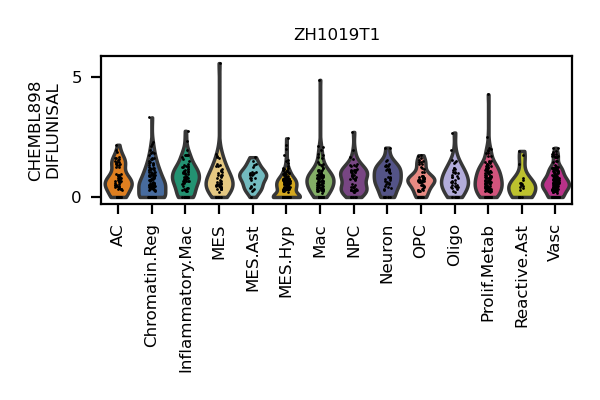 ZH1019T1
CHEMBL898
DIFLUNISAL
5
0
AC
Chromatin.Reg
Inflammatory.Mac
MES
MES.Ast
MES.Hyp
Mac
NPC
Neuron
OPC
Oligo
Prolif.Metab
Reactive.Ast
Vasc